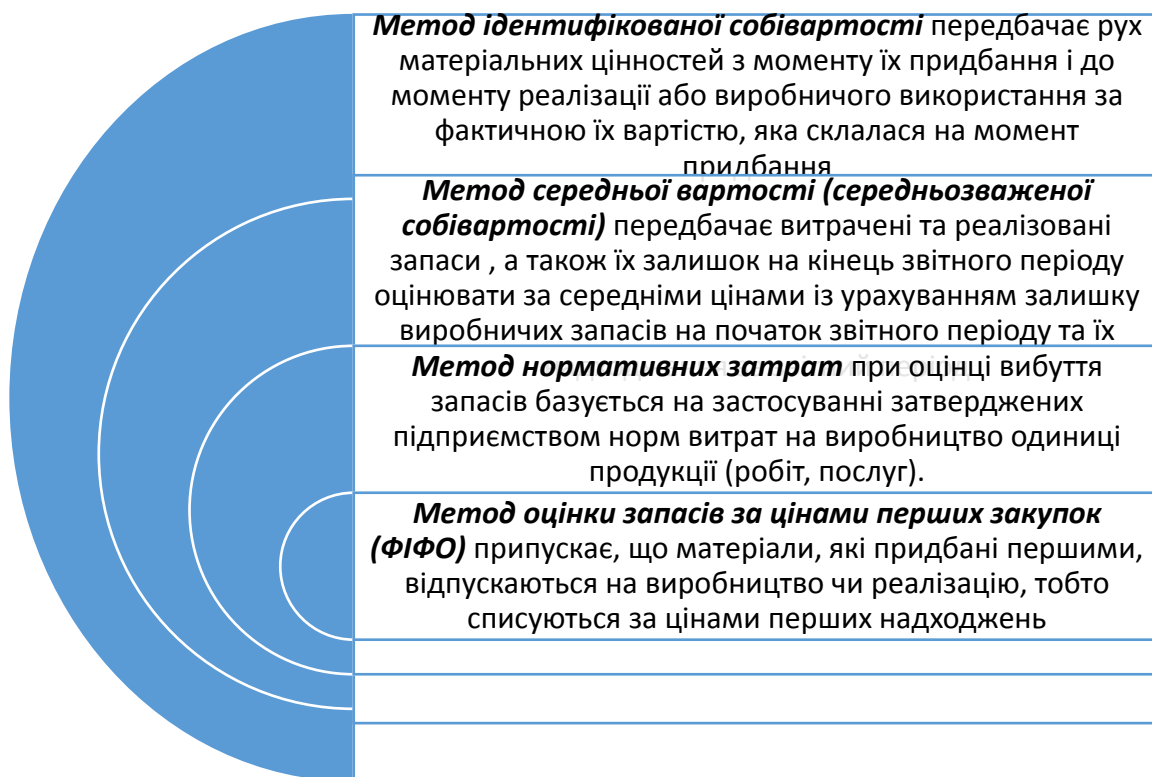 Метод ідентифікованої собівартості передбачає рух
матеріальних цінностей з моменту їх придбання і до
моменту реалізації або виробничого використання за
фактичною їх вартістю, яка склалася на момент
придбання
Метод середньої вартості (середньозваженої
собівартості) передбачає витрачені та реалізовані
запаси , а також їх залишок на кінець звітного періоду
оцінювати за середніми цінами із урахуванням залишку
виробничих запасів на початок звітного періоду та їх
Метод нормативних затрат при оцінці вибуття
запасів базується на застосуванні затверджених
підприємством норм витрат на виробництво одиниці
продукції (робіт, послуг).
Метод оцінки запасів за цінами перших закупок
(ФІФО) припускає, що матеріали, які придбані першими,
відпускаються на виробництво чи реалізацію, тобто
списуються за цінами перших надходжень